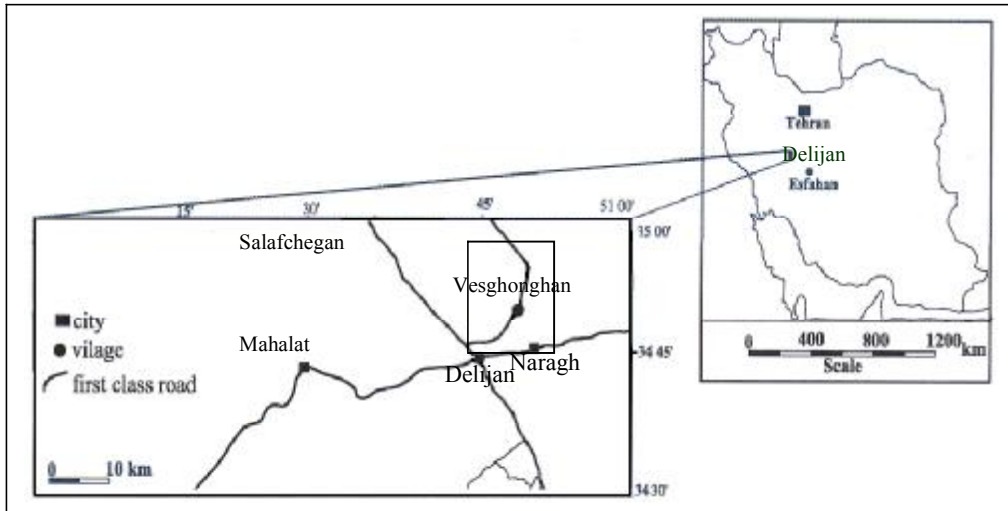 Tehran
Delijan
Esfahan
0 400 800 1200 km
Scale
15' 30' 45' 51 00'
35 00'
34 45'
34 30'
Salafchegan
Vesghonghan
Mahalat
Delijan
Naragh
city
vilage
first class road
0 10 km